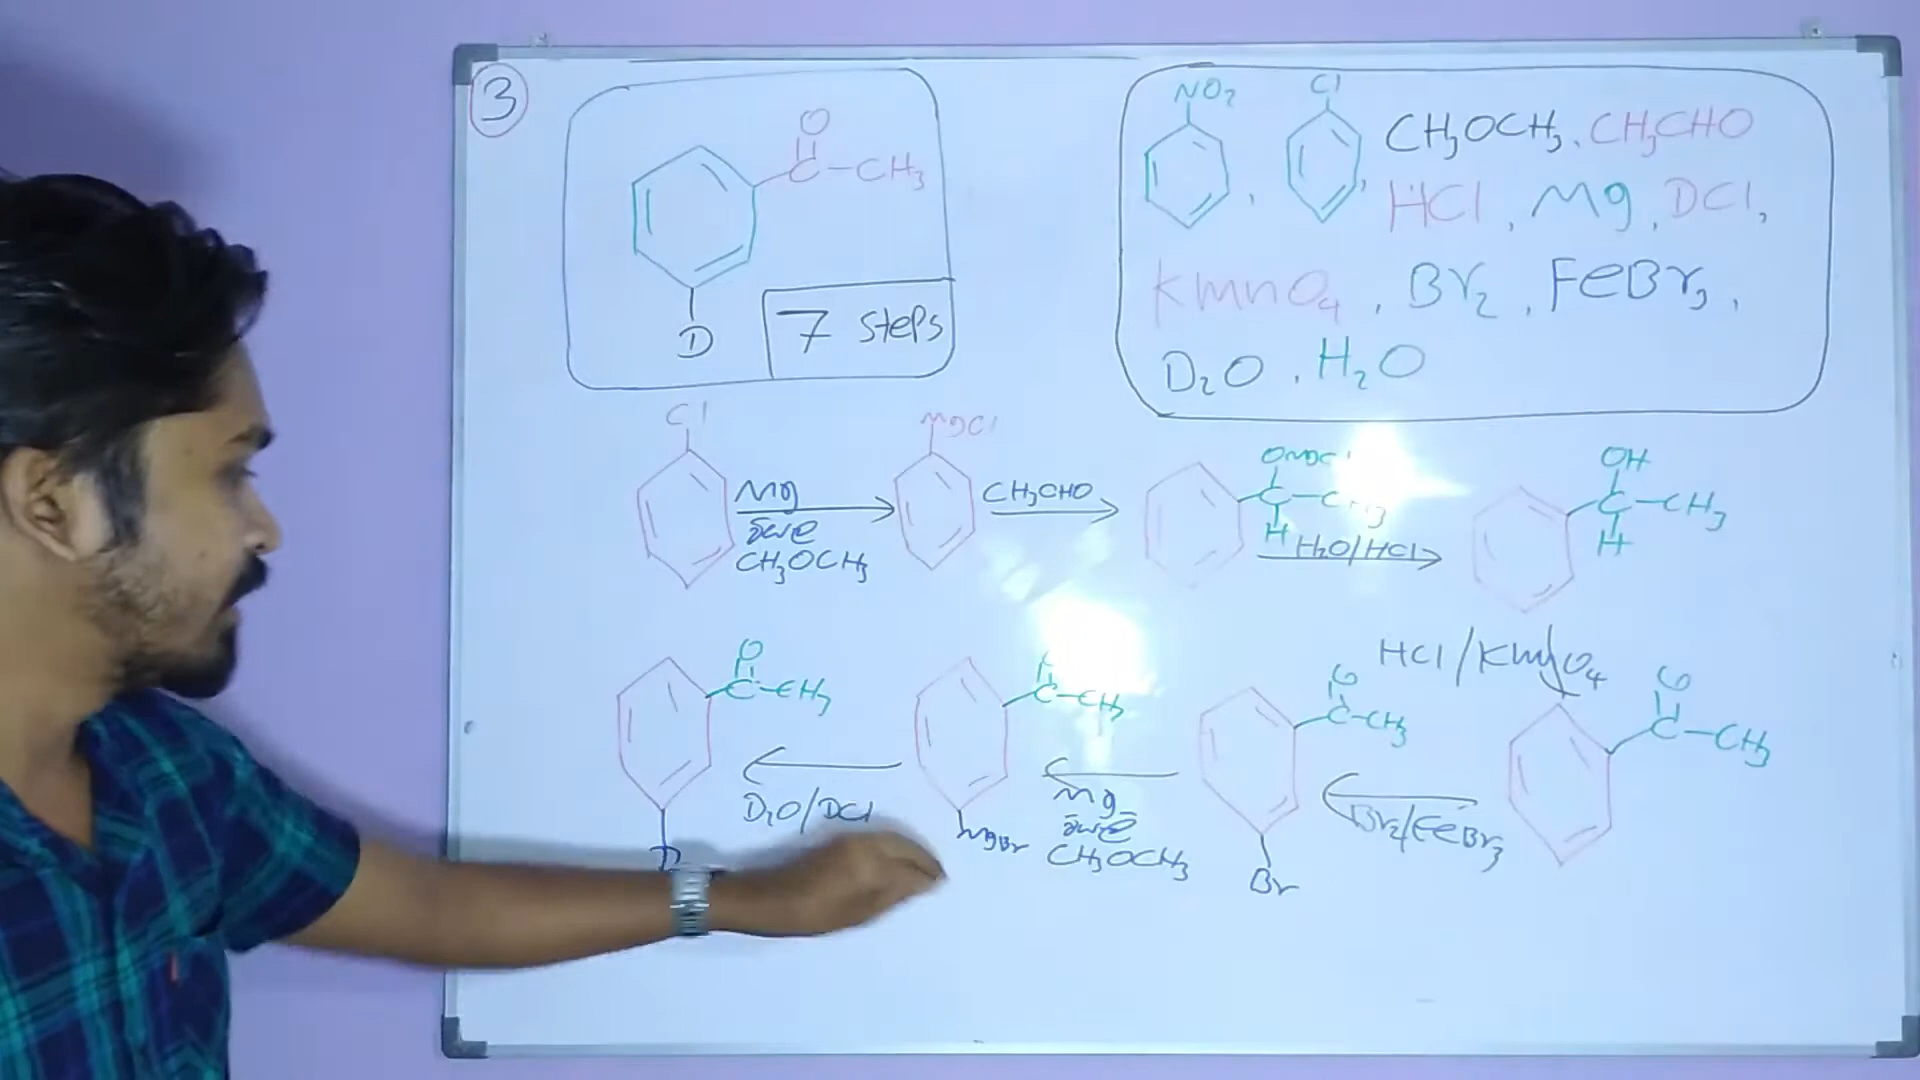 3
O
C-CH3
D
7 steps
NO2 , Cl , CH3OCH3, CH3CHO
HCl , Mg , DCl,
KmnO4 , Br2 , FeBr3 ,
D2O , H2O
Cl
Mg
CH3OCH3
MgCl
CH3CHO
OMgCl
C-CH3
H
H2O/HCl
OH
C-CH3
H
HCl/KMnO4
O
C-CH3
Br2/FeBr3
O
C-CH3
Br
Mg
CH3OCH3
C-CH3
MgBr
D2O/DCl
O
C-CH3
D